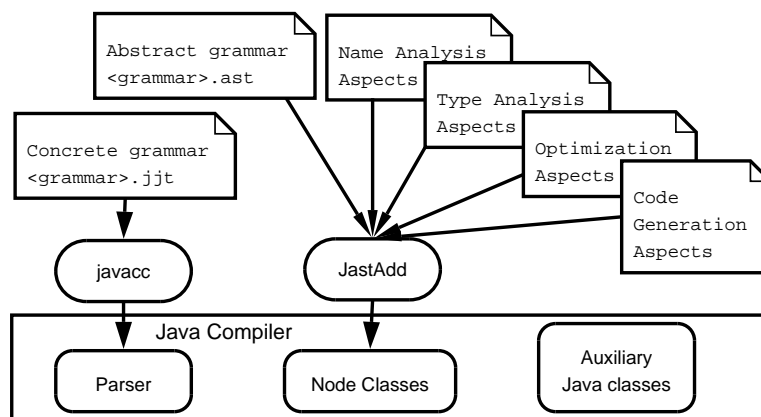 Abstract grammar
<grammar>.ast
Name Analysis
Aspects
Type Analysis
Aspects
Concrete grammar
<grammar>.jjt
Optimization
Aspects
Code
Generation
Aspects
javacc
JastAdd
Java Compiler
Parser
Node Classes
Auxiliary
Java classes